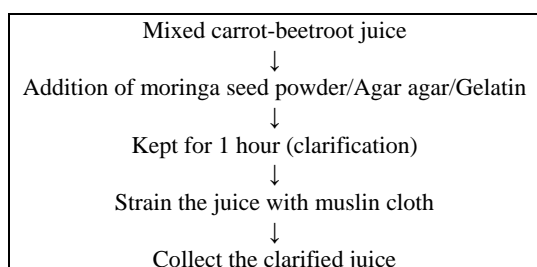 Mixed carrot-beetroot juice
↓
Addition of moringa seed powder/Agar agar/Gelatin
↓
Kept for 1 hour (clarification)
↓
Strain the juice with muslin cloth
↓
Collect the clarified juice